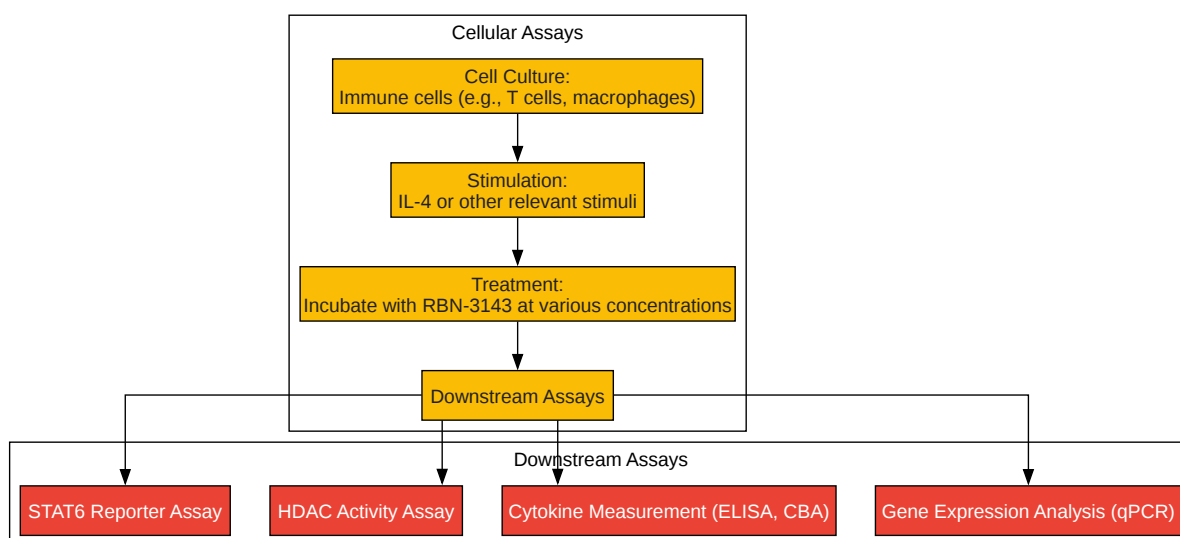 Cellular Assays
Cell Culture:
Immune cells (e.g., T cells, macrophages)
Stimulation:
IL-4 or other relevant stimuli
Treatment:
Incubate with RBN-3143 at various concentrations
Downstream Assays
Downstream Assays
STAT6 Reporter Assay
HDAC Activity Assay
Cytokine Measurement (ELISA, CBA)
Gene Expression Analysis (qPCR)